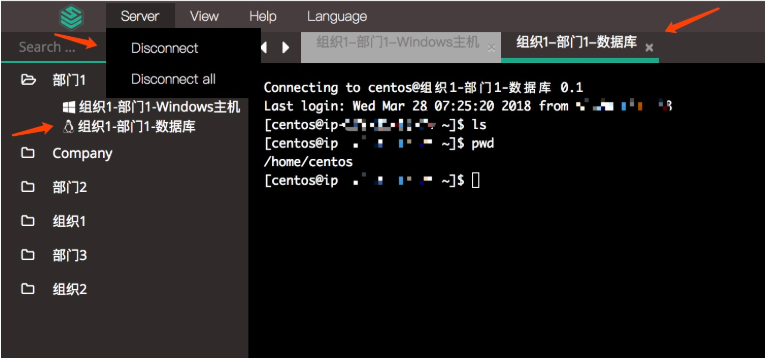 Server View Help Language
Search ...
Disconnect
Disconnect all
组织1-部门1-Windows主机
组织1-部门1-数据库
部门1
组织1-部门1-Windows主机
组织1-部门1-数据库
Company
部门2
组织1
部门3
组织2
Connecting to centos@组织1-部门1-数据库 0.1
Last login: Wed Mar 28 07:25:20 2018 from
[centos@ip ~]$ ls
[centos@ip ~]$ pwd
/home/centos
[centos@ip ~]$